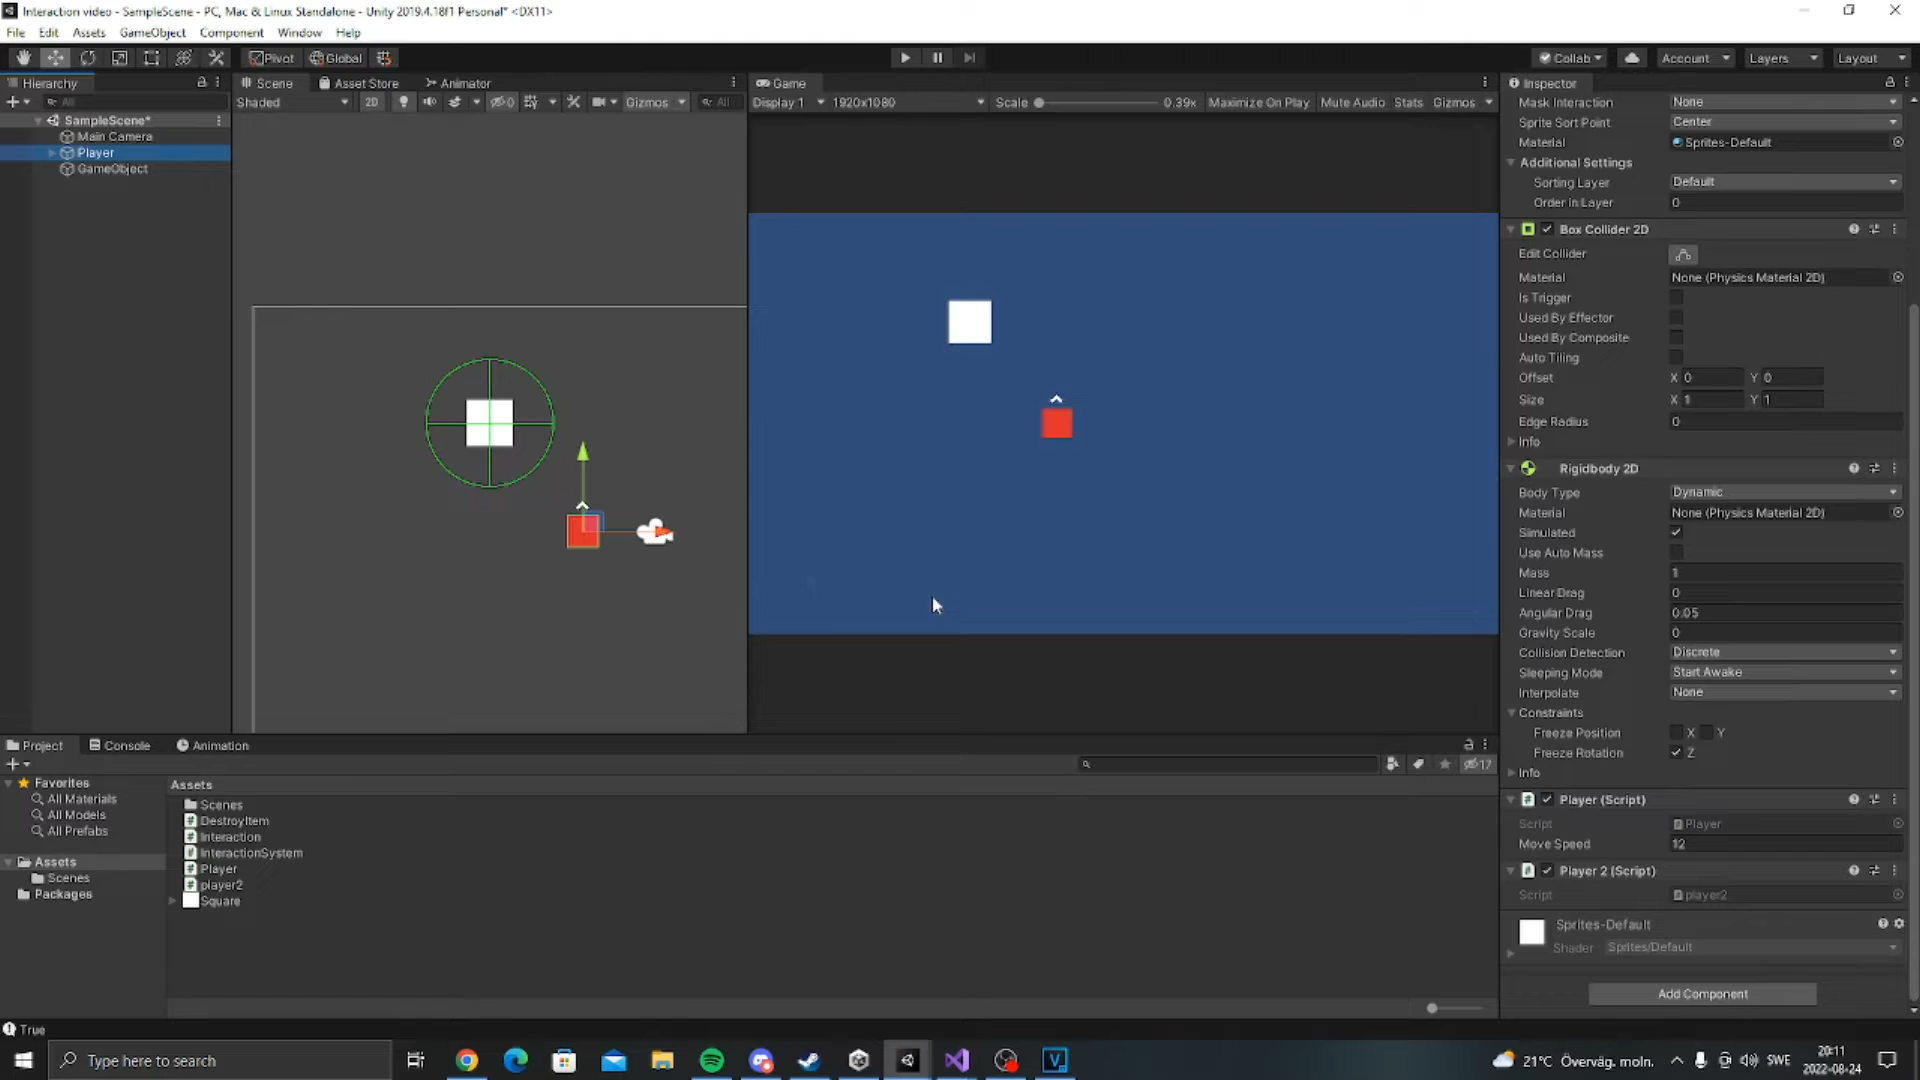 Interaction video - SampleScene - PC, Mac & Linux Standalone - Unity 2019.4.18f1 Personal* <DX11>
File Edit Assets GameObject Component Window Help
Pivot Global Collab Account Layers Layout
Hierarchy
All
SampleScene*
Main Camera
Player
GameObject
Scene Asset Store Animator
Shaded 2D 0 Gizmos All
Game
Display 1 1920x1080 Scale 0.39x Maximize On Play Mute Audio Stats Gizmos
Inspector
Mask Interaction None
Sprite Sort Point Center
Material Sprites-Default
Additional Settings
Sorting Layer Default
Order in Layer 0
Box Collider 2D
Edit Collider
Material None (Physics Material 2D)
Is Trigger
Used By Effector
Used By Composite
Auto Tiling
Offset X 0 Y 0
Size X 1 Y 1
Edge Radius 0
Info
Rigidbody 2D
Body Type Dynamic
Material None (Physics Material 2D)
Simulated
Use Auto Mass
Mass 1
Linear Drag 0
Angular Drag 0.05
Gravity Scale 0
Collision Detection Discrete
Sleeping Mode Start Awake
Interpolate None
Constraints
Freeze Position X Y
Freeze Rotation Z
Info
Player (Script)
Script Player
Move Speed 12
Player 2 (Script)
Script player2
Sprites-Default
Shader Sprites/Default
Add Component
Project Console Animation
17
Favorites
All Materials
All Models
All Prefabs
Assets
Scenes
Packages
Assets
Scenes
DestroyItem
Interaction
InteractionSystem
Player
player2
Square
True
Type here to search
21°C Överväg. moln. SWE
20:11
2022-08-24